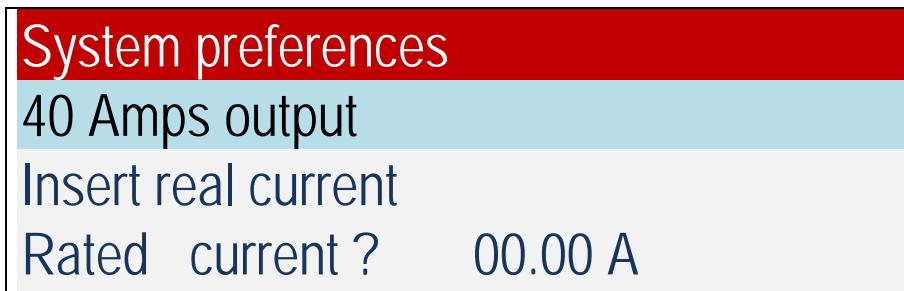 System preferences
40 Amps output
Insert real current
Rated current ? 00.00 A